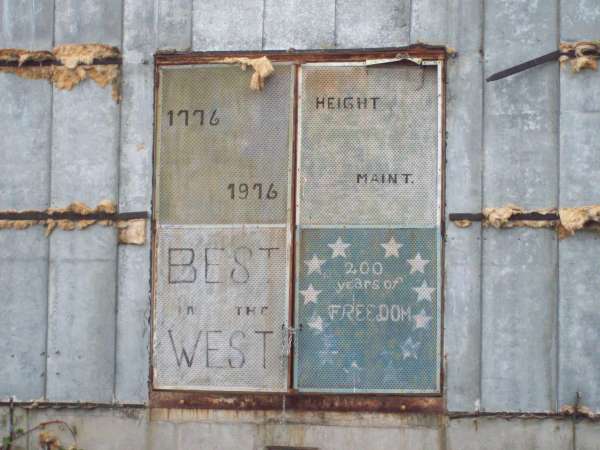 1776
1976
HEIGHT
MAINT.
BEST
IN THE
WEST
200
years of
FREEDOM